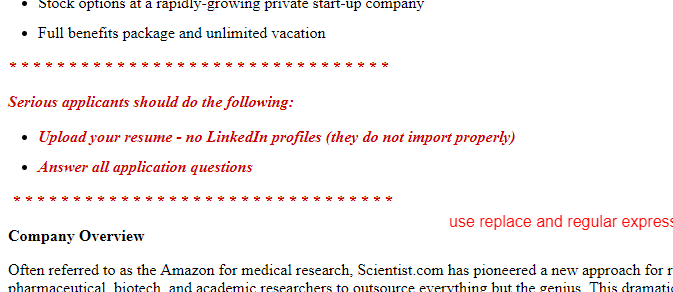 • Stock options at a rapidly-growing private start-up company
• Full benefits package and unlimited vacation
* * * * * * * * * * * * * * * * * * * * * * * * * * * * * * * *
Serious applicants should do the following:
• Upload your resume - no LinkedIn profiles (they do not import properly)
• Answer all application questions
* * * * * * * * * * * * * * * * * * * * * * * * * * * * * * * *
use replace and regular express
Company Overview
Often referred to as the Amazon for medical research, Scientist.com has pioneered a new approach for r
pharmaceutical, biotech, and academic researchers to outsource everything but the genius. This dramatic